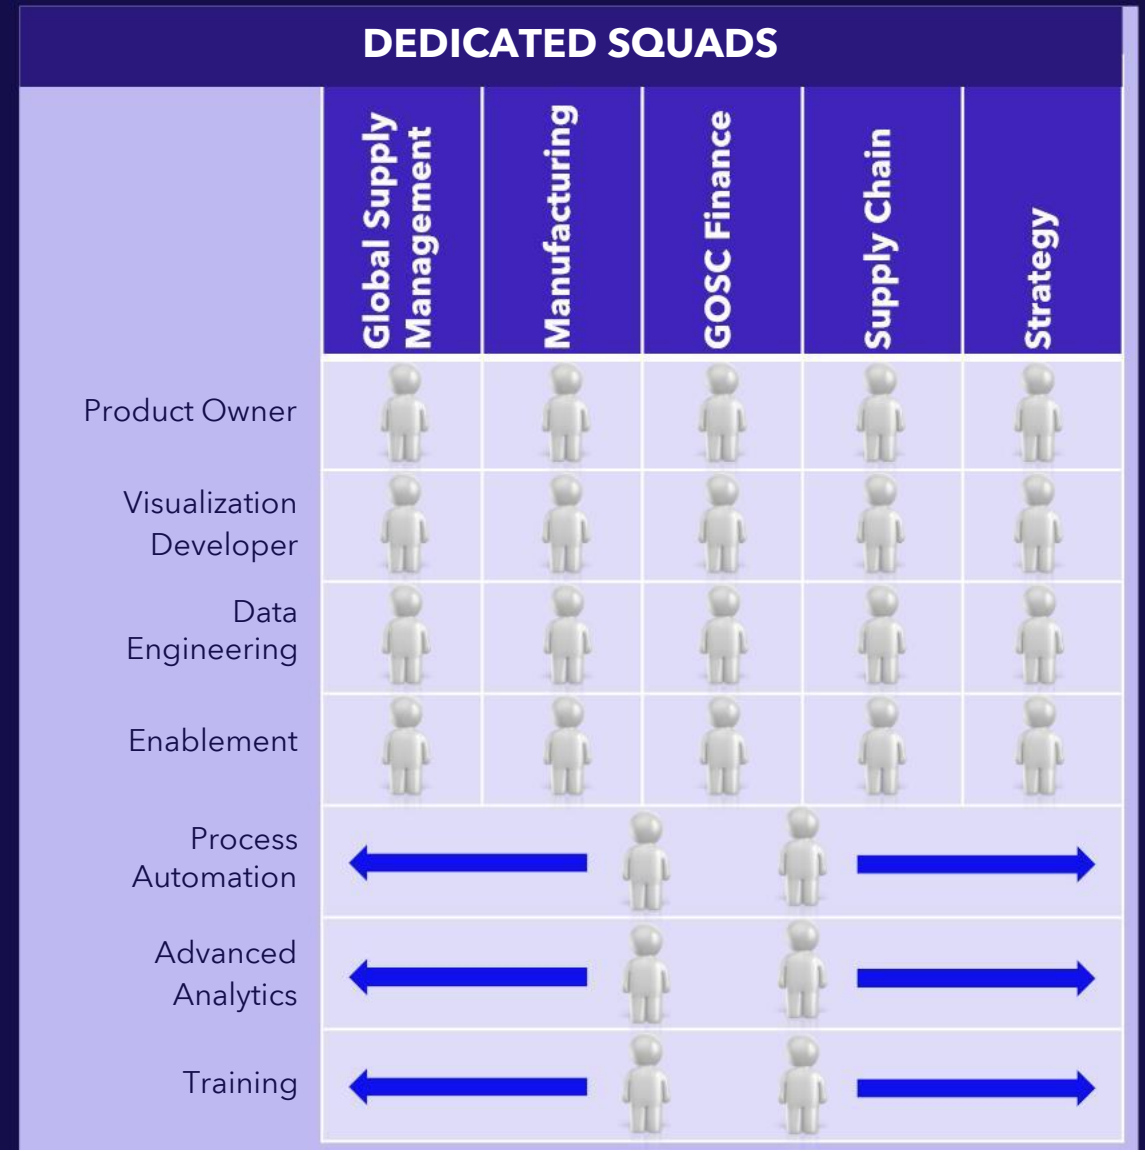 DEDICATED SQUADS
Global Supply
Management
Manufacturing
GOSC Finance
Supply Chain
Strategy
Product Owner
Visualization
Developer
Data
Engineering
Enablement
Process
Automation
Advanced
Analytics
Training